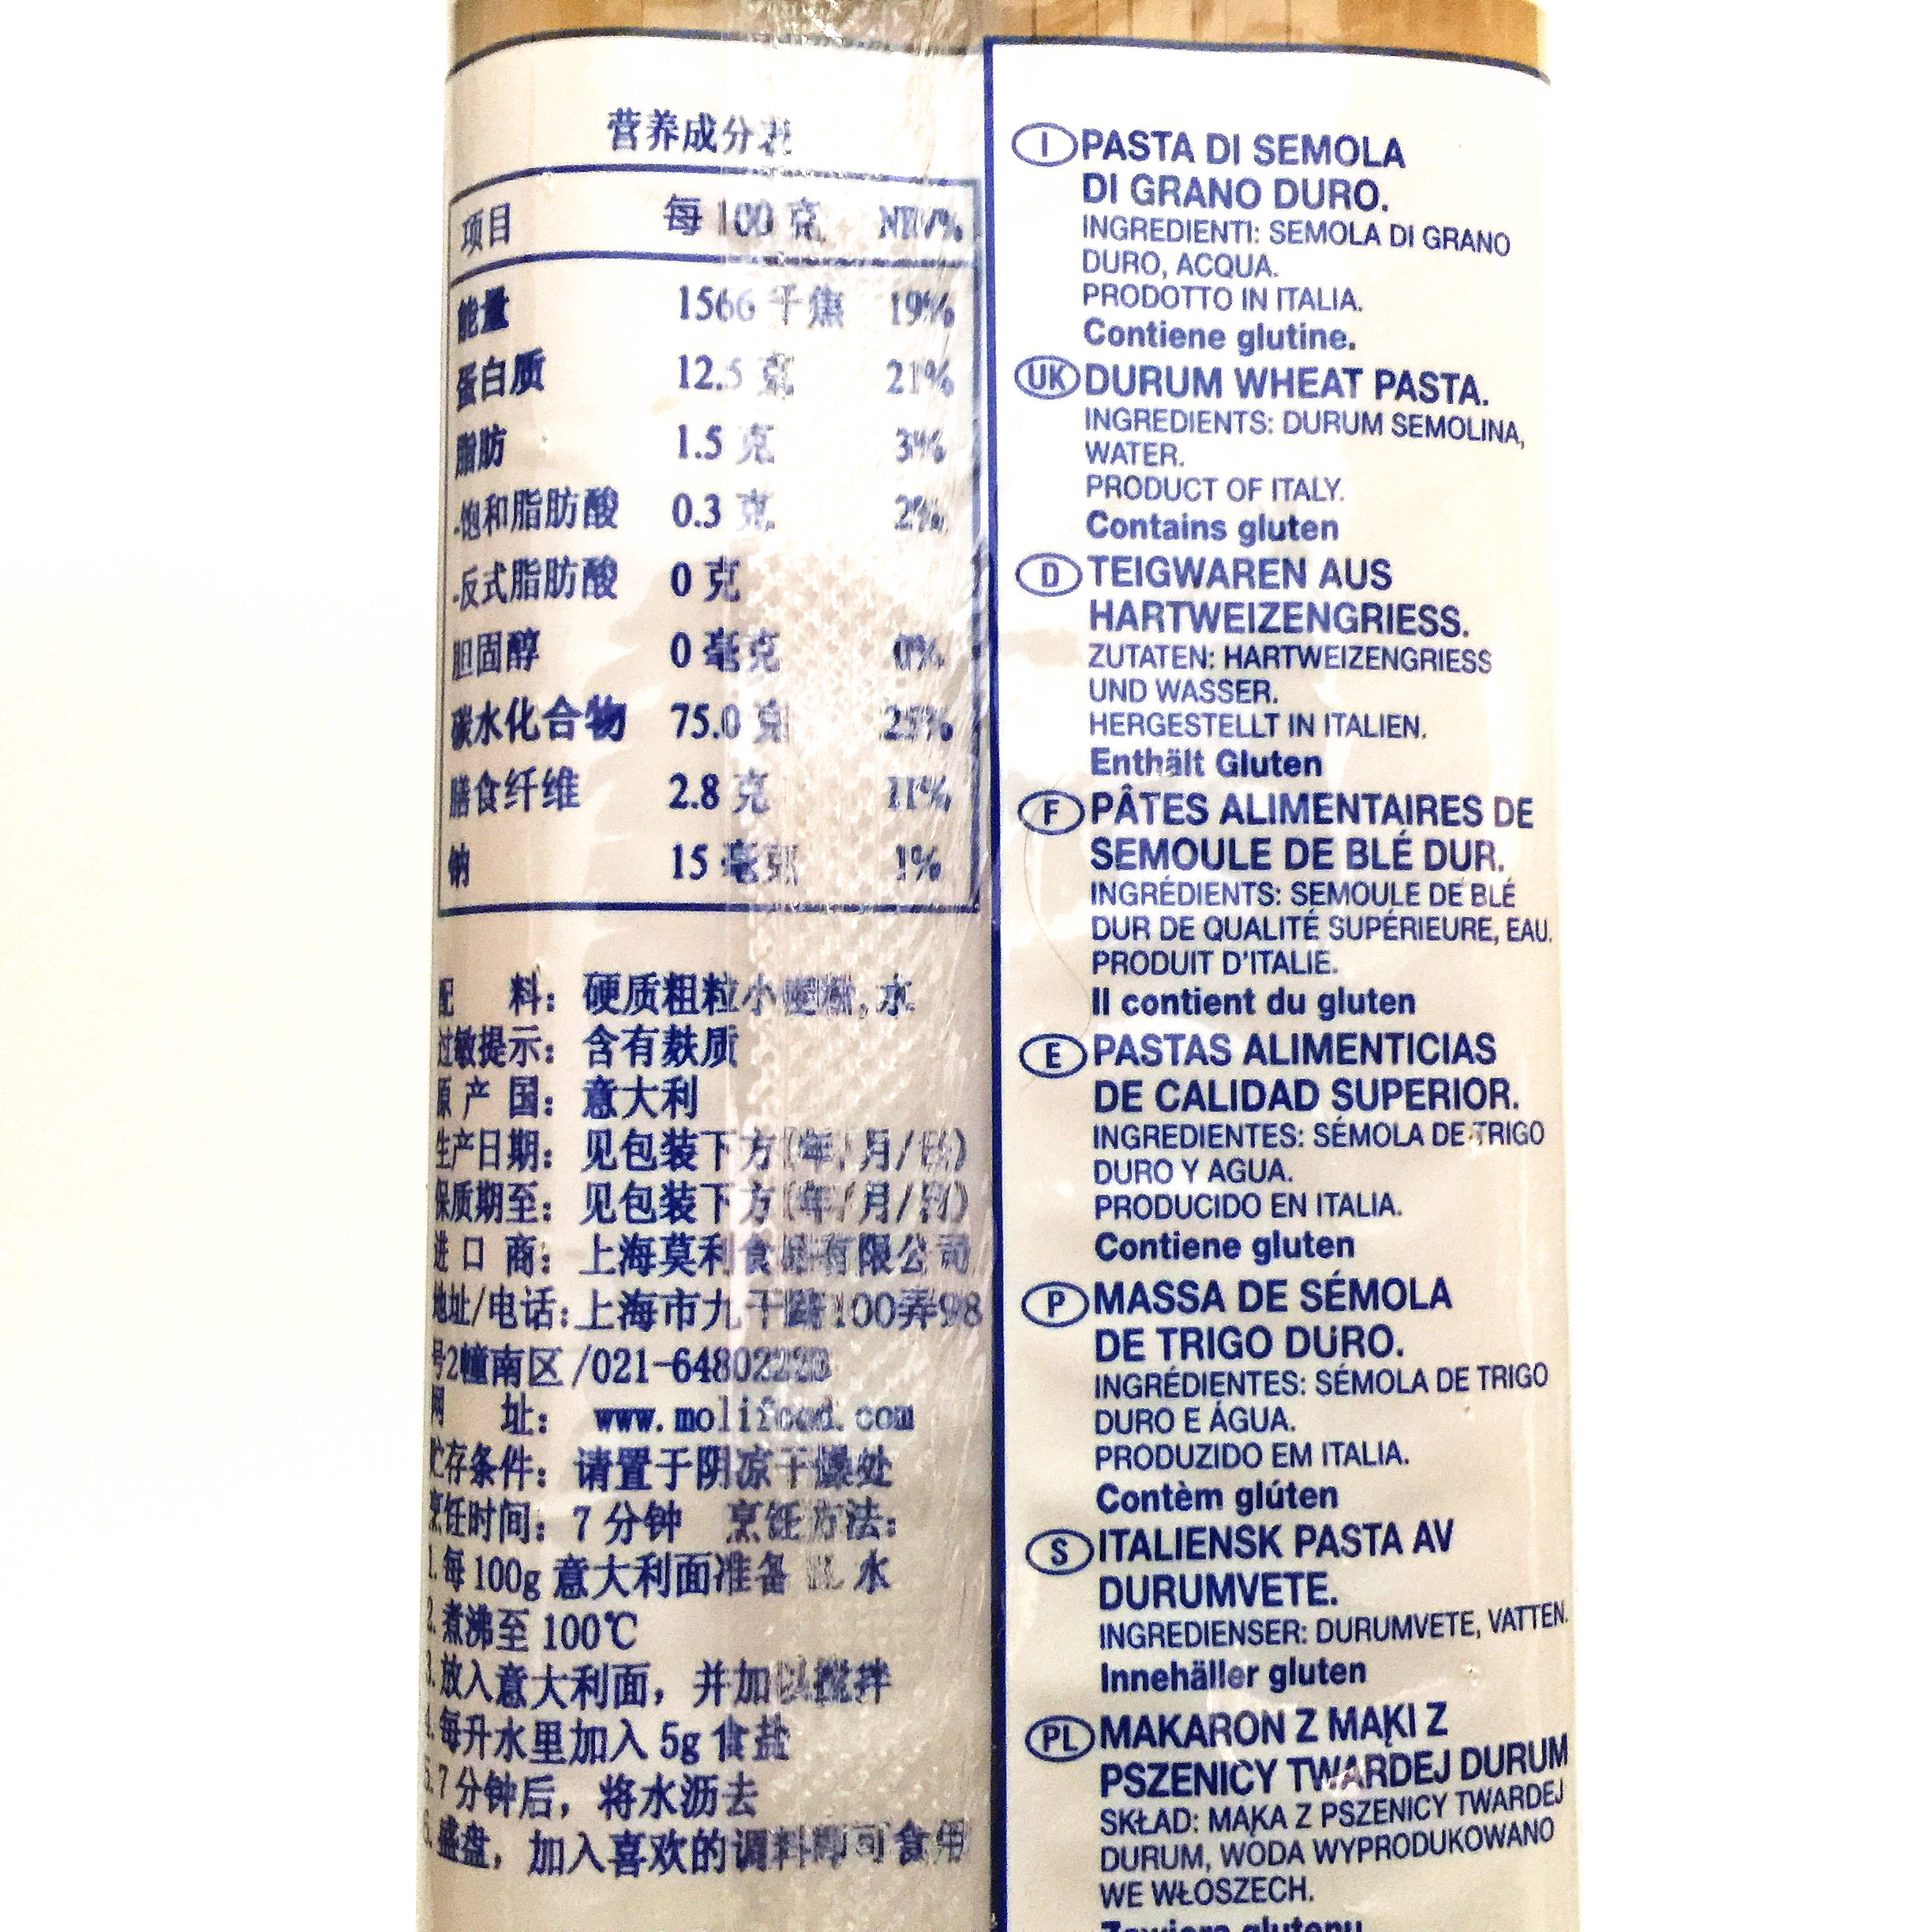 营养成分表
项目 每 100 克 NRV%
能量 1566 千焦 19%
蛋白质 12.5 克 21%
脂肪 1.5 克 3%
-饱和脂肪酸 0.3 克 2%
-反式脂肪酸 0 克
胆固醇 0 毫克 0%
碳水化合物 75.0 克 25%
膳食纤维 2.8 克 11%
钠 15 毫克 1%
配 料: 硬质粗粒小麦粉,水
过敏提示: 含有麸质
原 产 国: 意大利
生产日期: 见包装下方(年/月/日)
保质期至: 见包装下方(年/月/日)
进 口 商: 上海莫利食品有限公司
地址/电话:上海市九干路100弄98
号2幢南区/021-64802223
网 址: www.molifood.com
贮存条件: 请置于阴凉干燥处
烹饪时间: 7 分钟 烹饪方法:
1.每 100g 意大利面准备 1L 水
2.煮沸至 100℃
3.放入意大利面，并加以搅拌
4.每升水里加入 5g 食盐
5.7 分钟后，将水沥去
6.盛盘，加入喜欢的调料即可食用
I PASTA DI SEMOLA
DI GRANO DURO.
INGREDIENTI: SEMOLA DI GRANO
DURO, ACQUA.
PRODOTTO IN ITALIA.
Contiene glutine.
UK DURUM WHEAT PASTA.
INGREDIENTS: DURUM SEMOLINA,
WATER.
PRODUCT OF ITALY.
Contains gluten
D TEIGWAREN AUS
HARTWEIZENGRIESS.
ZUTATEN: HARTWEIZENGRIESS
UND WASSER.
HERGESTELLT IN ITALIEN.
Enthält Gluten
F PÂTES ALIMENTAIRES DE
SEMOULE DE BLÉ DUR.
INGRÉDIENTS: SEMOULE DE BLÉ
DUR DE QUALITÉ SUPÉRIEURE, EAU.
PRODUIT D'ITALIE.
Il contient du gluten
E PASTAS ALIMENTICIAS
DE CALIDAD SUPERIOR.
INGREDIENTES: SÉMOLA DE TRIGO
DURO Y AGUA.
PRODUCIDO EN ITALIA.
Contiene gluten
P MASSA DE SÉMOLA
DE TRIGO DURO.
INGRÉDIENTES: SÉMOLA DE TRIGO
DURO E ÁGUA.
PRODUZIDO EM ITALIA.
Contèm glúten
S ITALIENSK PASTA AV
DURUMVETE.
INGREDIENSER: DURUMVETE, VATTEN.
Innehäller gluten
PL MAKARON Z MĄKI Z
PSZENICY TWARDEJ DURUM
SKŁAD: MĄKA Z PSZENICY TWARDEJ
DURUM, WODA WYPRODUKOWANO
WE WŁOSZECH.
Zawiera glutenu